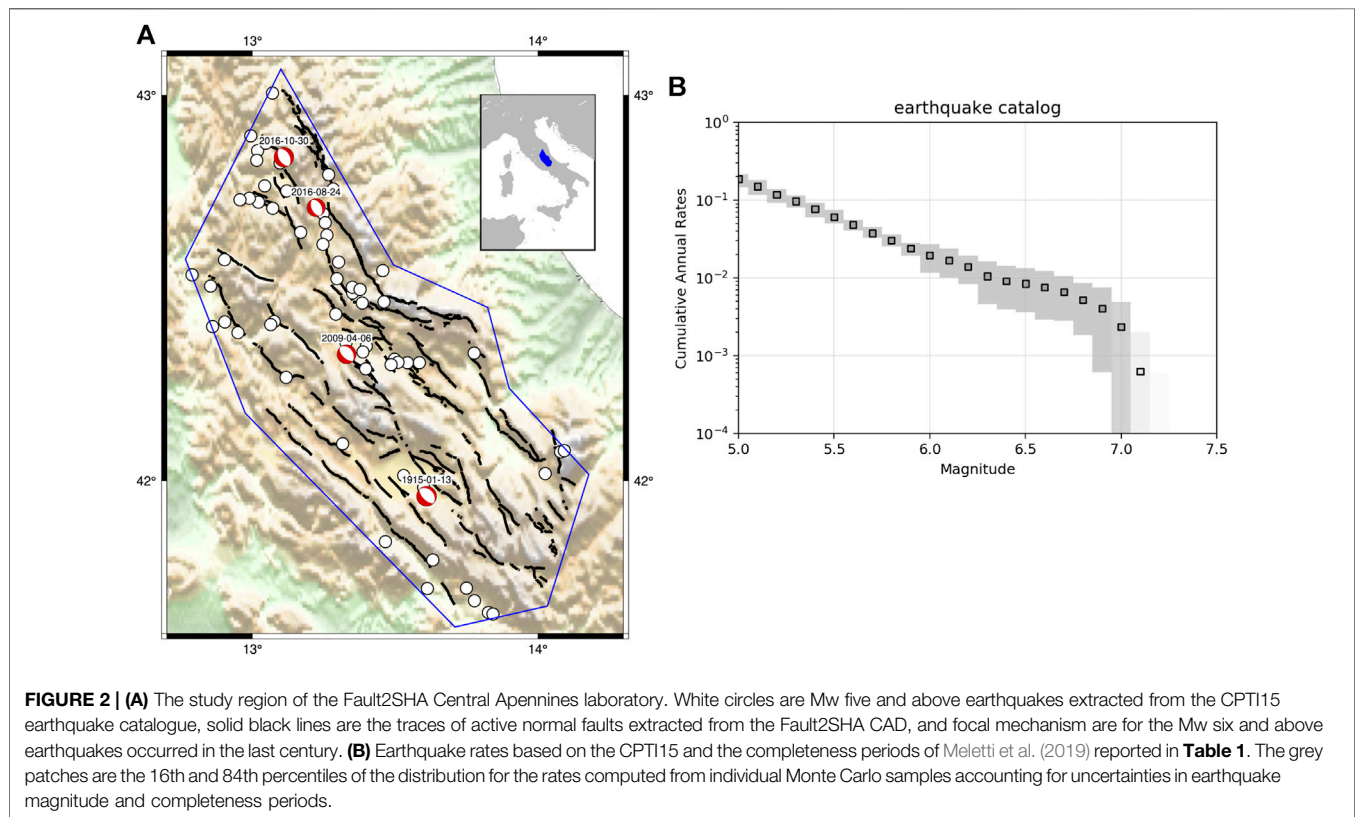 A
13°
14°
43°
43°
2016-10-30
2016-08-24
2009-04-06
1915-01-13
42°
42°
13°
14°
B
earthquake catalog
10⁰
10⁻¹
10⁻²
10⁻³
10⁻⁴
Cumulative Annual Rates
5.0
5.5
6.0
6.5
7.0
7.5
Magnitude
FIGURE 2 | (A) The study region of the Fault2SHA Central Apennines laboratory. White circles are Mw five and above earthquakes extracted from the CPTI15
earthquake catalogue, solid black lines are the traces of active normal faults extracted from the Fault2SHA CAD, and focal mechanism are for the Mw six and above
earthquakes occurred in the last century. (B) Earthquake rates based on the CPTI15 and the completeness periods of Meletti et al. (2019) reported in Table 1. The grey
patches are the 16th and 84th percentiles of the distribution for the rates computed from individual Monte Carlo samples accounting for uncertainties in earthquake
magnitude and completeness periods.